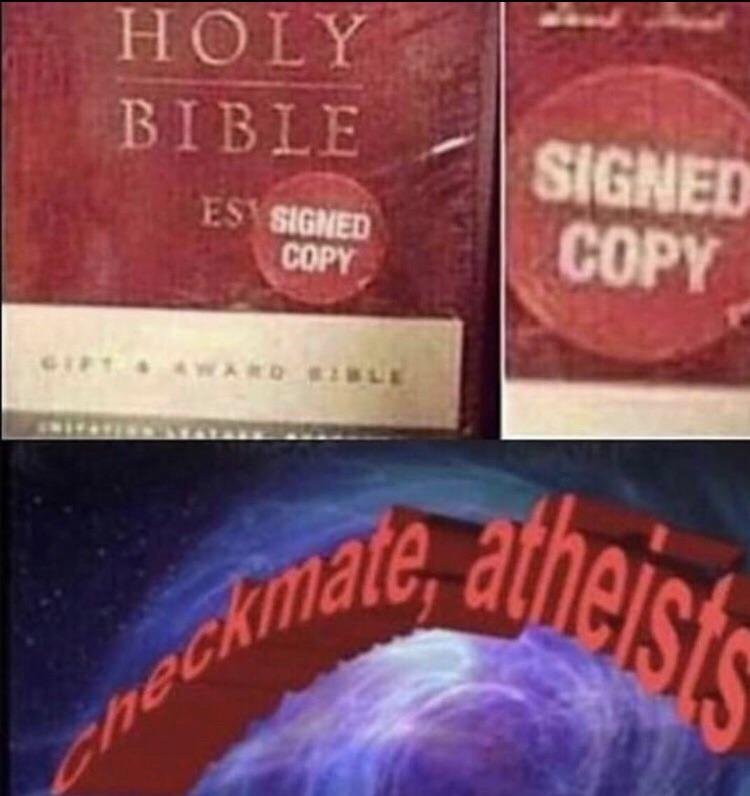 HOLY
BIBLE
ES
SIGNED
COPY
GIFT & AWARD BIBLE
SIGNED
COPY
checkmate, atheists